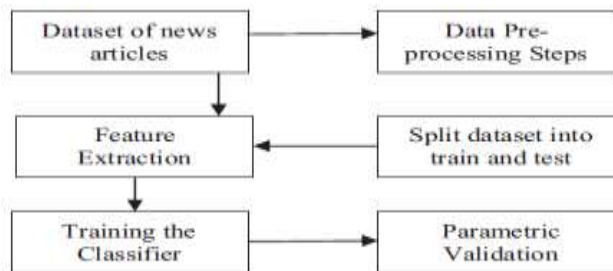 Dataset of news
articles
Data Pre-
processing Steps
Feature
Extraction
Split dataset into
train and test
Training the
Classifier
Parametric
Validation